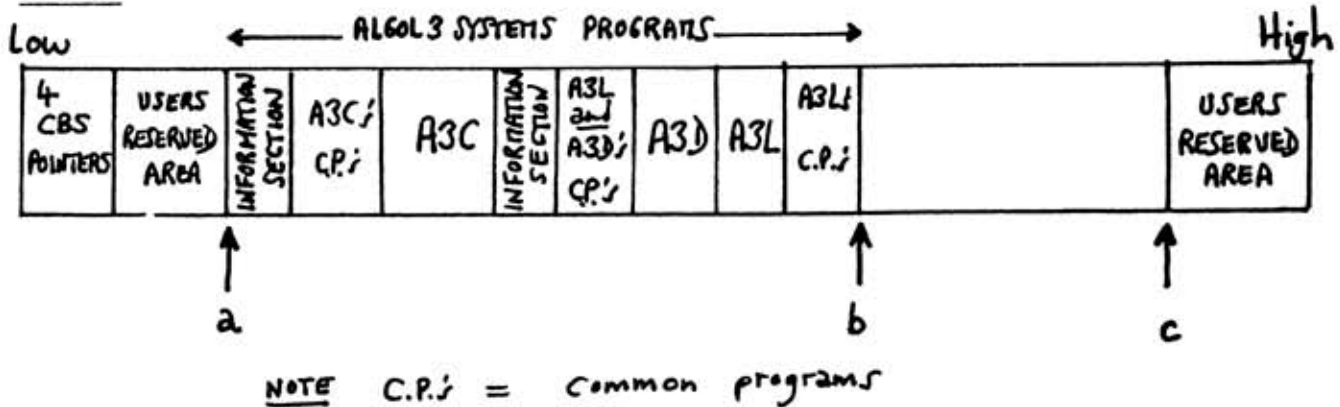 Low
ALGOL 3 SYSTEMS PROGRAMS
High
4
CBS
POINTERS
USERS
RESERVED
AREA
INFORMATION
SECTION
A3C's
C.P.'s
A3C
INFORMATION
SECTION
A3L
and
A3D's
C.P.'s
A3D
A3L
A3L's
C.P.'s
USERS
RESERVED
AREA
a
b
c
NOTE C.P.'s = Common programs